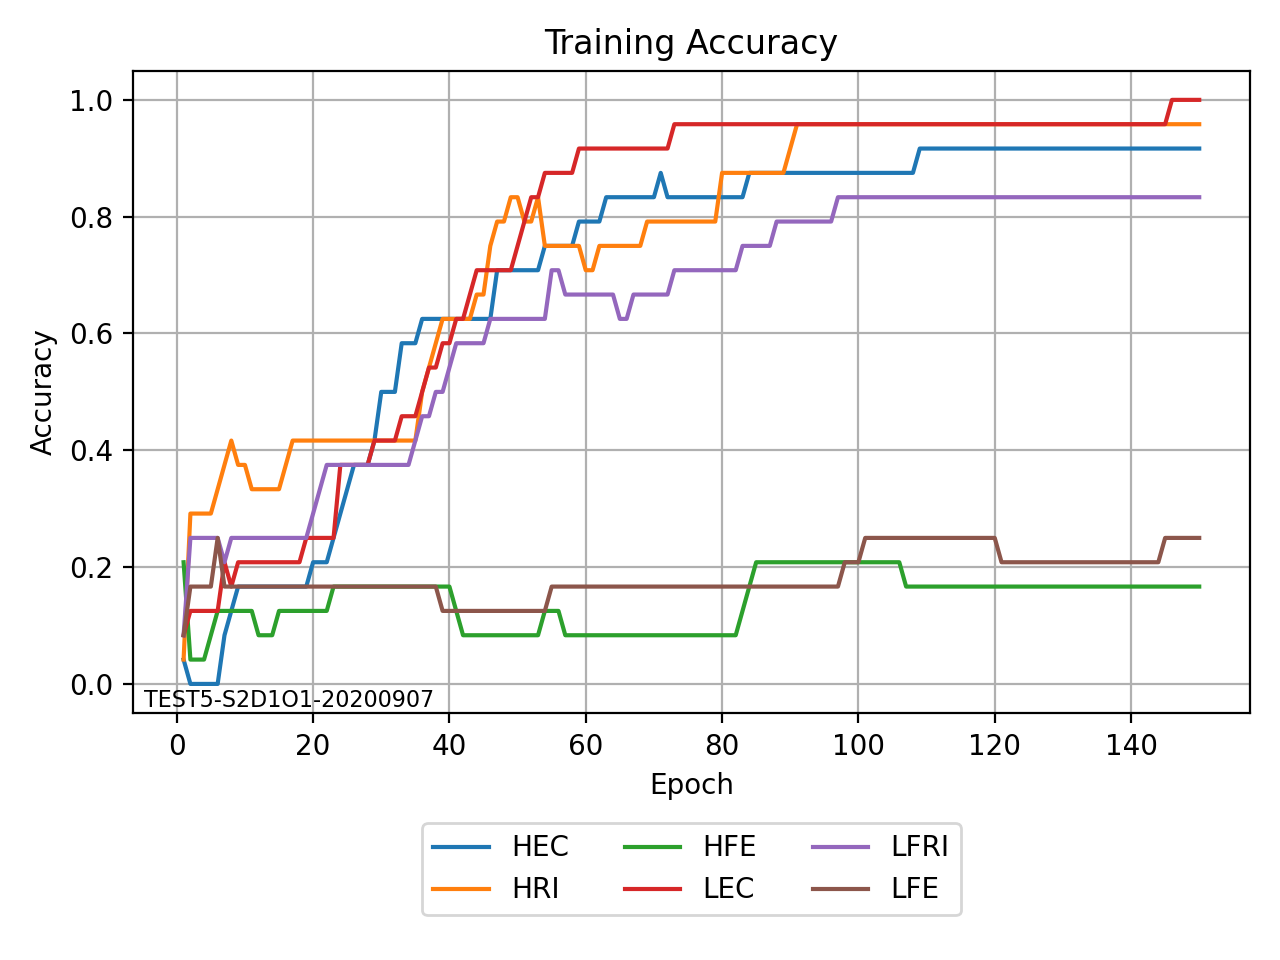 Training Accuracy
Accuracy
1.0
0.8
0.6
0.4
0.2
0.0
TEST5-S2D1O1-20200907
0 20 40 60 80 100 120 140
Epoch
HEC HFE LFRI
HRI LEC LFE